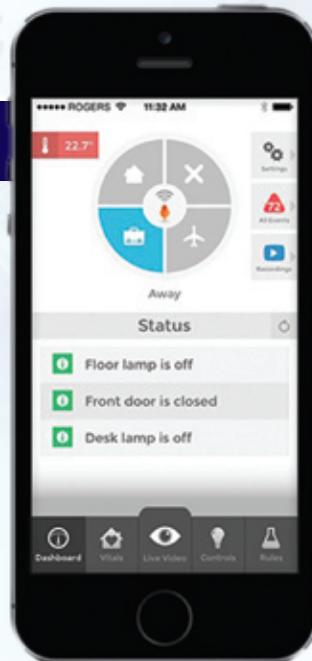 ROGERS 11:32 AM
22.7°
Settings
72
All Events
Recordings
Away
Status
Floor lamp is off
Front door is closed
Desk lamp is off
Dashboard Vitals Live Video Controls Rules